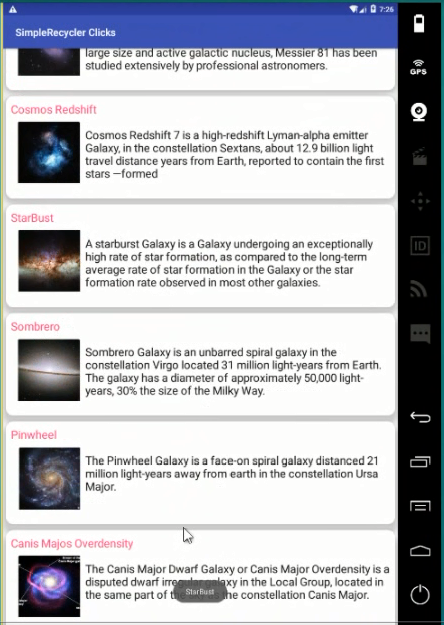 7:26
SimpleRecycler Clicks
large size and active galactic nucleus, Messier 81 has been
studied extensively by professional astronomers.
Cosmos Redshift
Cosmos Redshift 7 is a high-redshift Lyman-alpha emitter
Galaxy, in the constellation Sextans, about 12.9 billion light
travel distance years from Earth, reported to contain the first
stars —formed
StarBust
A starburst Galaxy is a Galaxy undergoing an exceptionally
high rate of star formation, as compared to the long-term
average rate of star formation in the Galaxy or the star
formation rate observed in most other galaxies.
Sombrero
Sombrero Galaxy is an unbarred spiral galaxy in the
constellation Virgo located 31 million light-years from Earth.
The galaxy has a diameter of approximately 50,000 light-
years, 30% the size of the Milky Way.
Pinwheel
The Pinwheel Galaxy is a face-on spiral galaxy distanced 21
million light-years away from earth in the constellation Ursa
Major.
Canis Majos Overdensity
The Canis Major Dwarf Galaxy or Canis Major Overdensity is a
disputed dwarf irregular galaxy in the Local Group, located in
the same part of the constellation Canis Major.
StarBust
GPS
ID